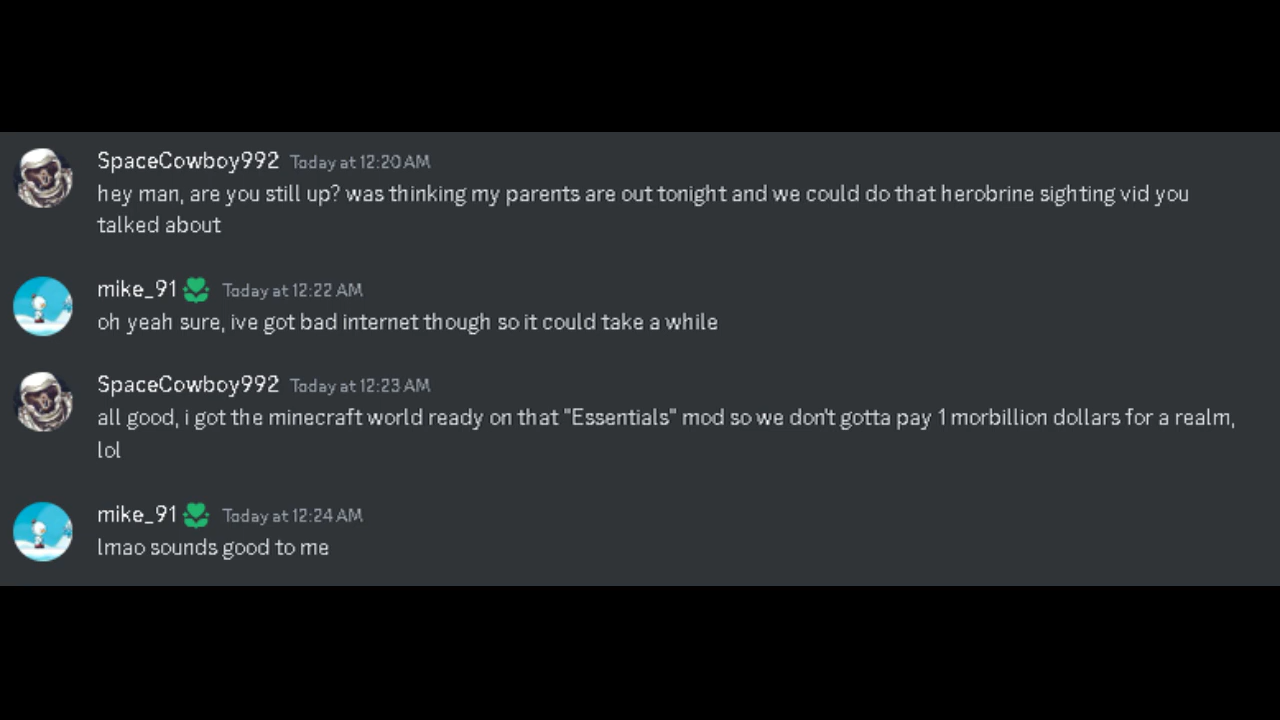 SpaceCowboy992 Today at 12:20 AM
hey man, are you still up? was thinking my parents are out tonight and we could do that herobrine sighting vid you
talked about
mike_91 Today at 12:22 AM
oh yeah sure, ive got bad internet though so it could take a while
SpaceCowboy992 Today at 12:23 AM
all good, i got the minecraft world ready on that "Essentials" mod so we don't gotta pay 1 morbillion dollars for a realm,
lol
mike_91 Today at 12:24 AM
lmao sounds good to me